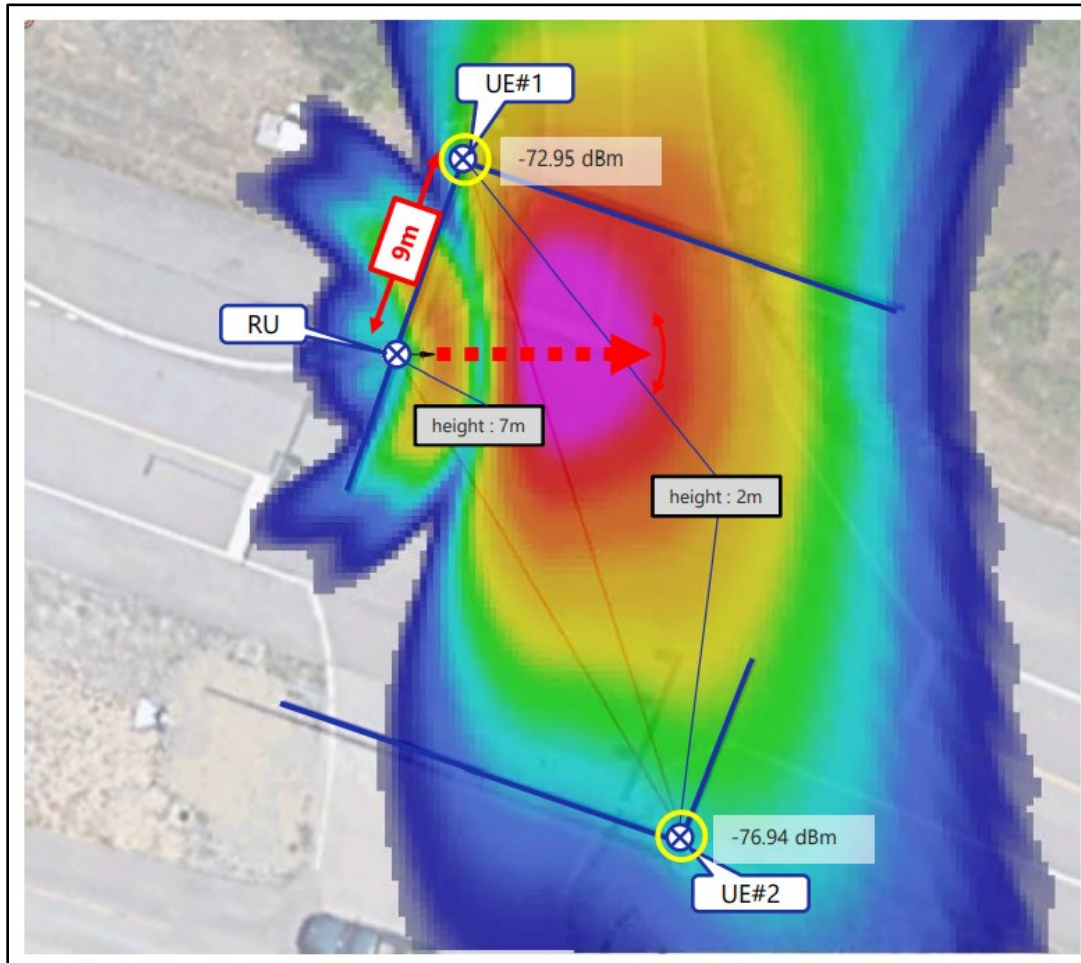 UE#1
-72.95 dBm
9m
RU
height : 7m
height : 2m
-76.94 dBm
UE#2